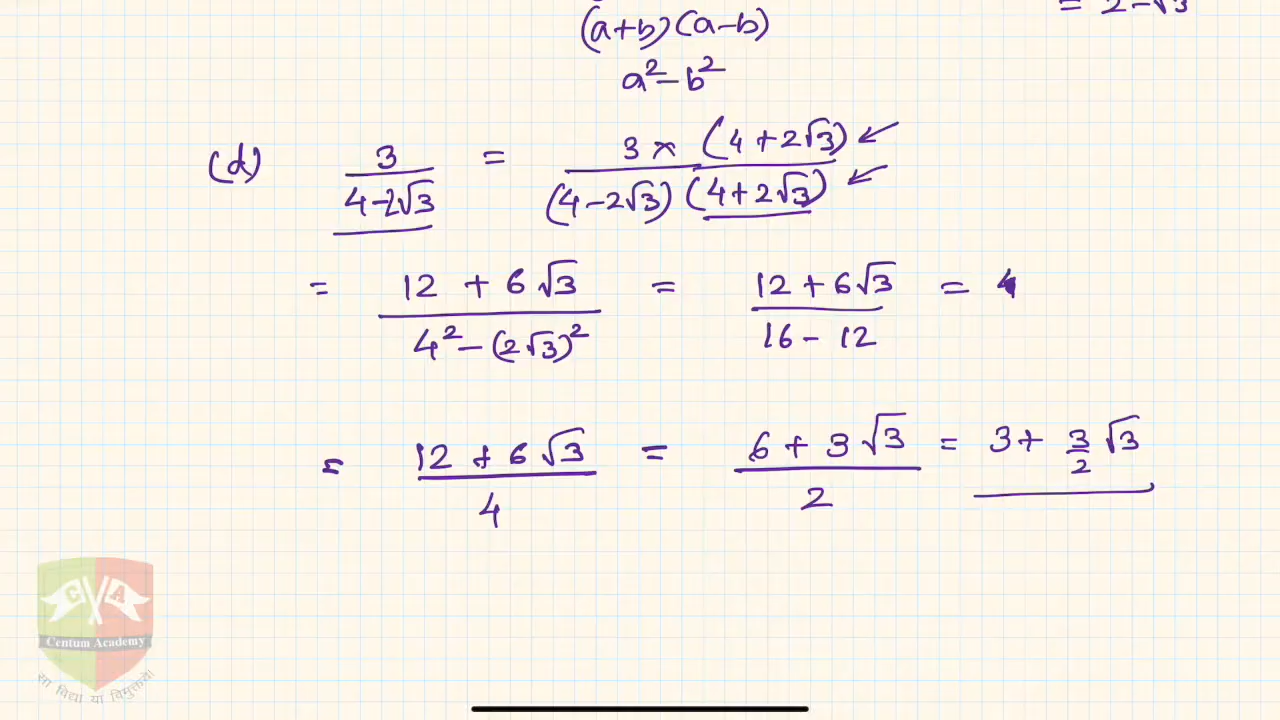 = 2-√3
(a+b)(a-b)
a²-b²
(d) 3/(4-2√3) = 3 × (4+2√3)/((4-2√3)(4+2√3))
= (12 + 6√3)/(4² - (2√3)²) = (12+6√3)/(16-12) = 4
= (12 + 6√3)/4 = (6+3√3)/2 = 3+ 3/2 √3
CA
Centum Academy
सा विद्या या विमुक्तये